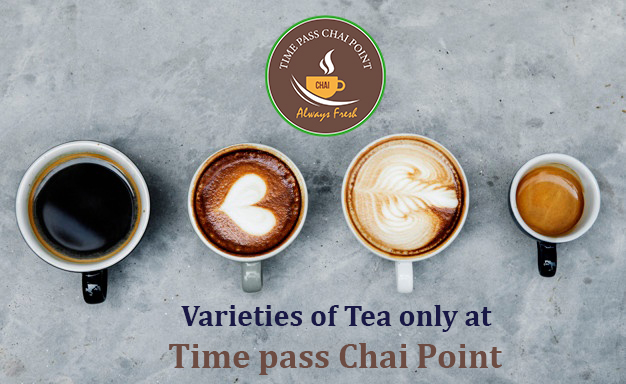 TIME PASS CHAI POINT
CHAI
Always Fresh
Varieties of Tea only at
Time pass Chai Point